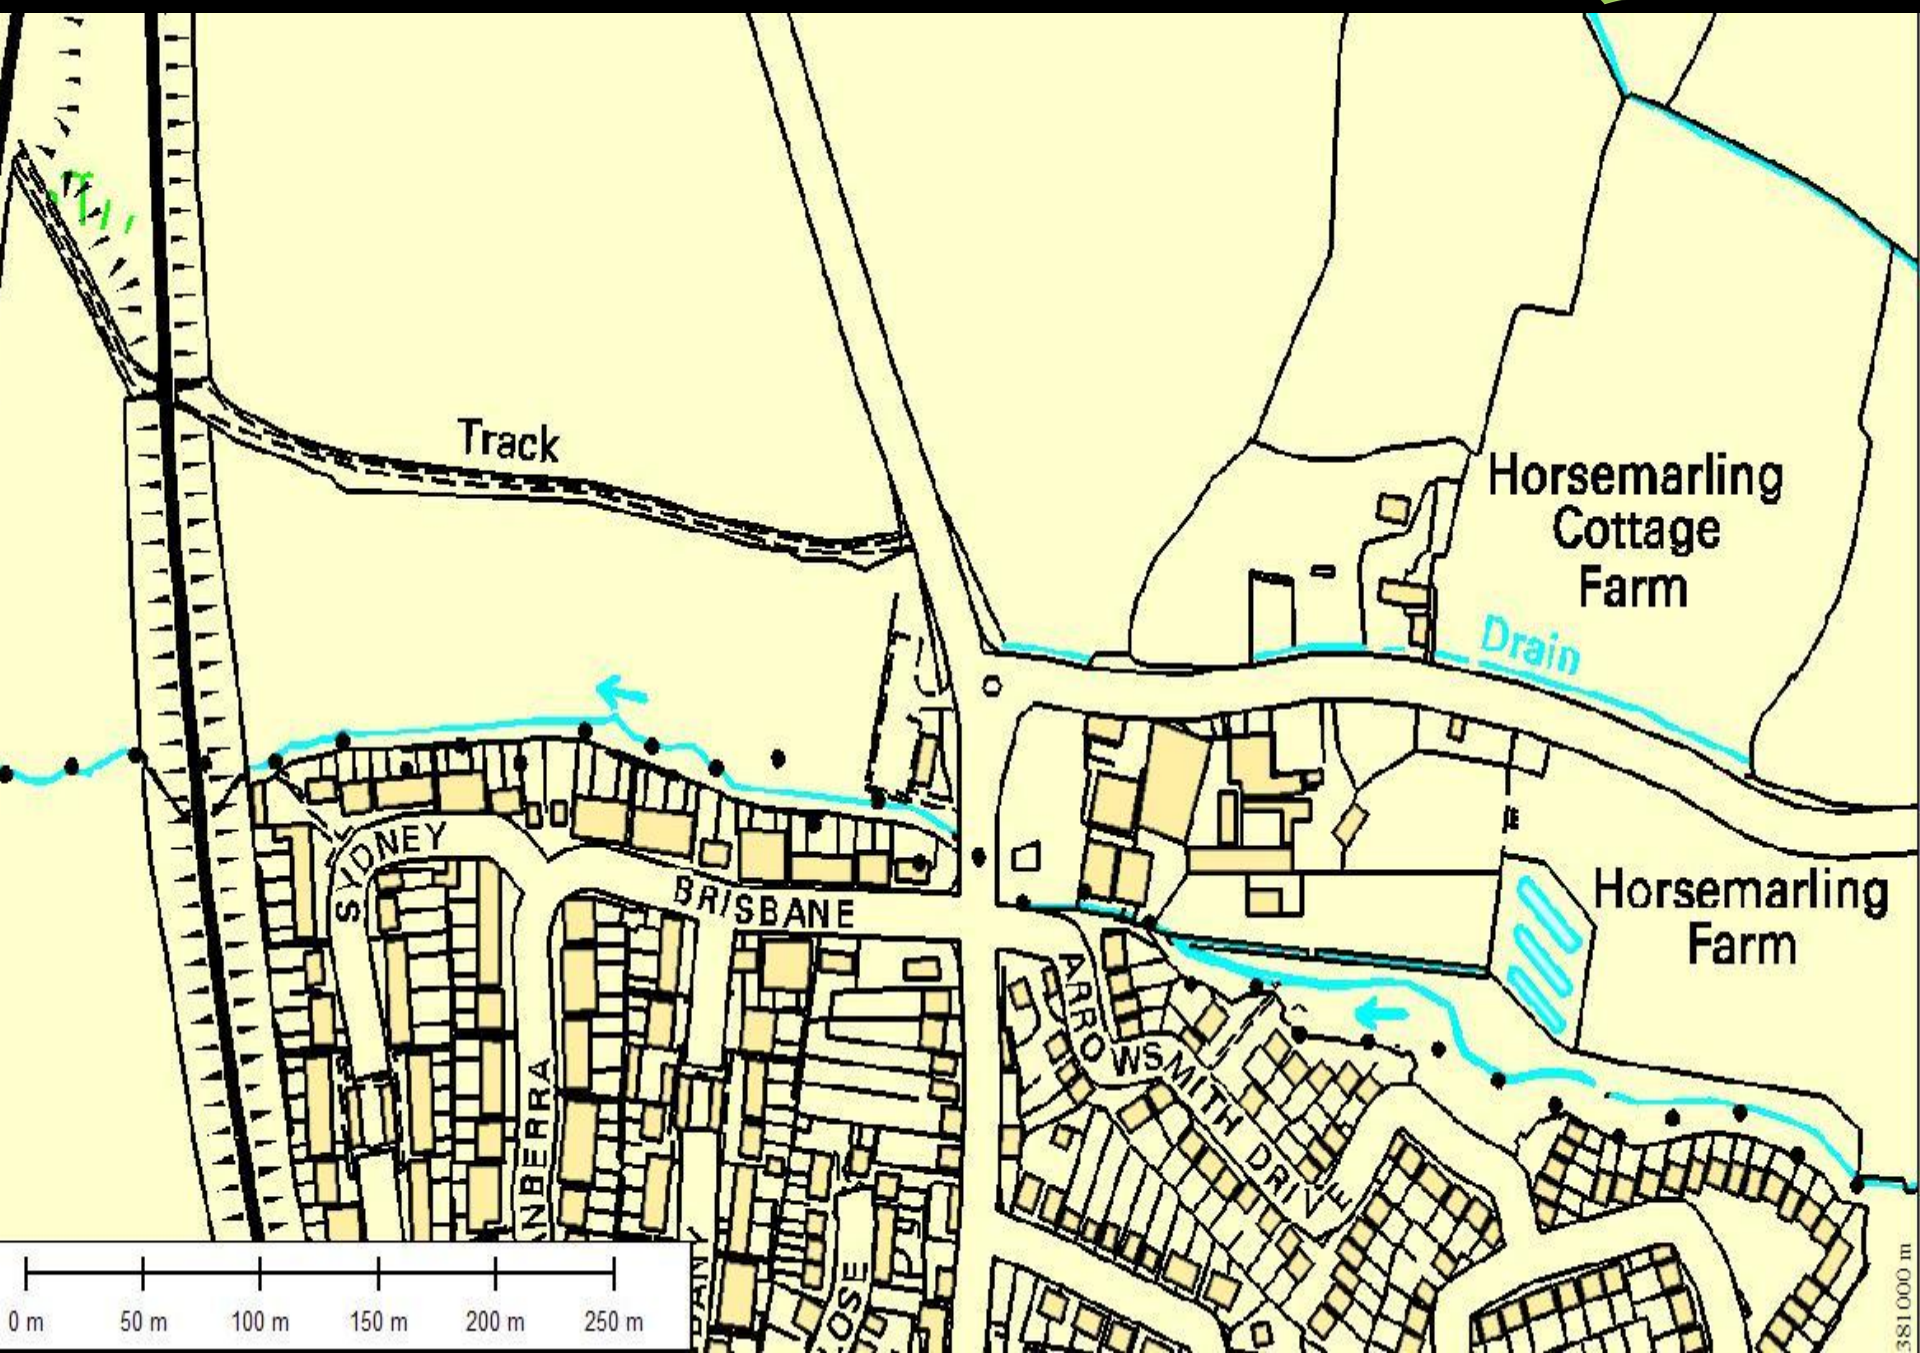 Track
Horsemarling
Cottage
Farm
Drain
Horsemarling
Farm
SYDNEY
BRISBANE
ARROWSMITH DRIVE
0 m 50 m 100 m 150 m 200 m 250 m
381000 m